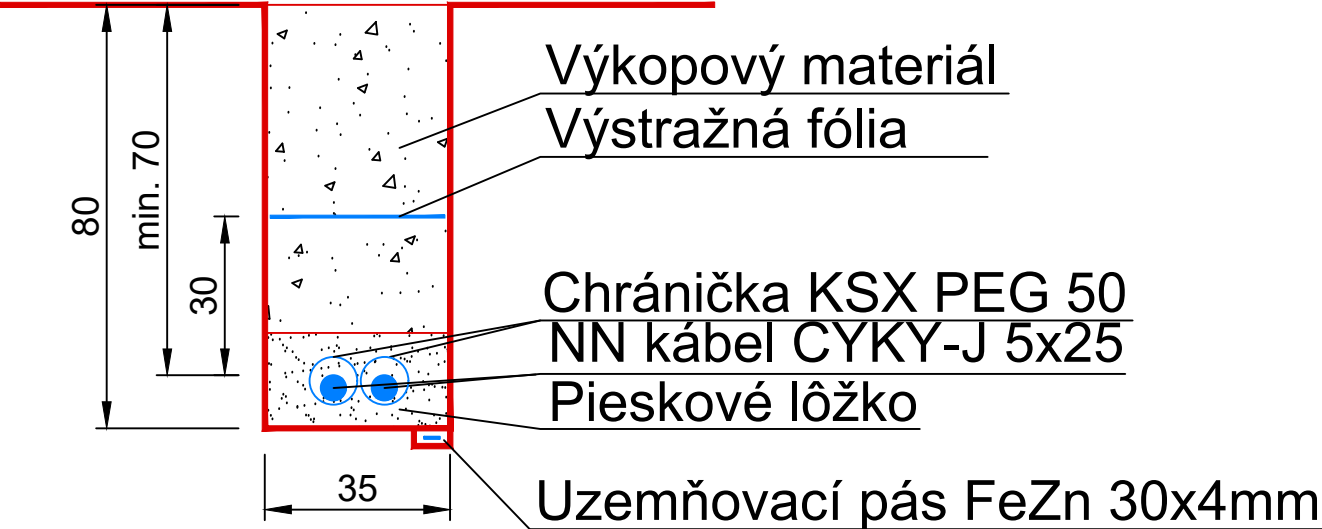 Výkopový materiál
Výstražná fólia
80
min. 70
30
Chránička KSX PEG 50
NN kábel CYKY-J 5x25
Pieskové lôžko
35
Uzemňovací pás FeZn 30x4mm